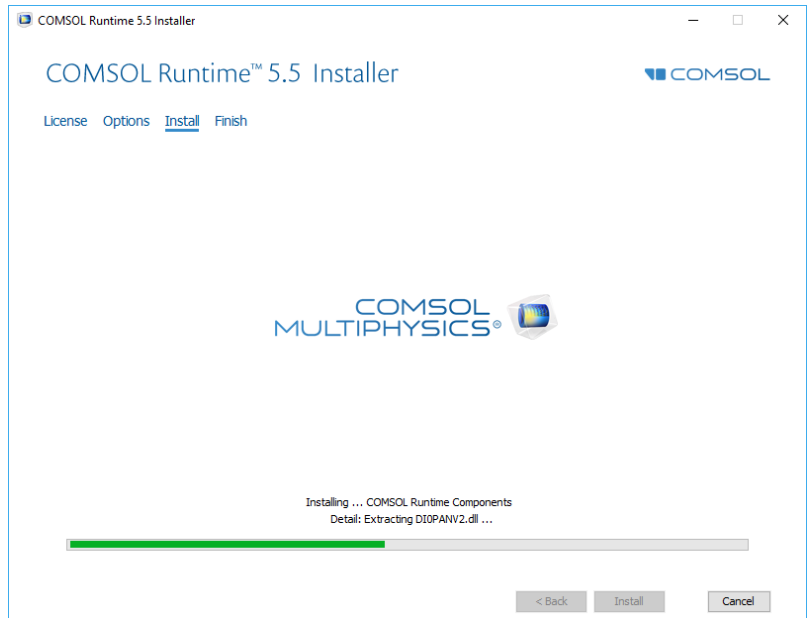 COMSOL Runtime 5.5 Installer
COMSOL Runtime™ 5.5 Installer
COMSOL
License Options Install Finish
COMSOL
MULTIPHYSICS®
Installing ... COMSOL Runtime Components
Detail: Extracting DI0PANV2.dll ...
< Back Install Cancel